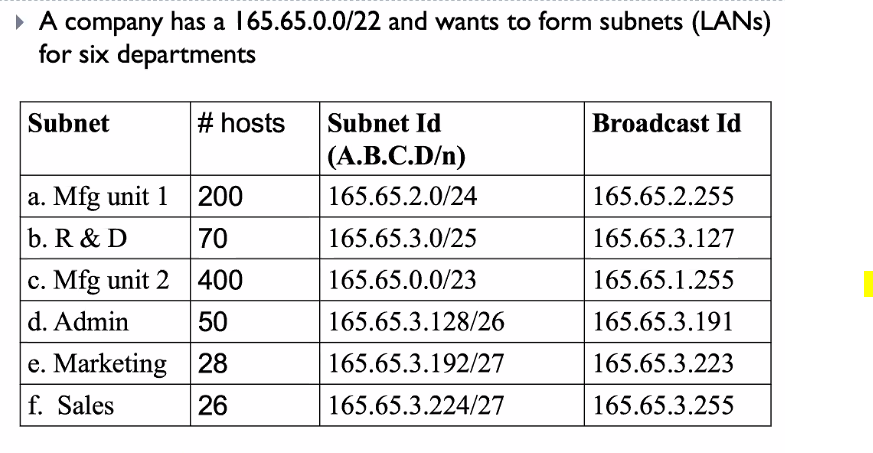 A company has a 165.65.0.0/22 and wants to form subnets (LANs)
for six departments
Subnet # hosts Subnet Id Broadcast Id
(A.B.C.D/n)
a. Mfg unit 1 200 165.65.2.0/24 165.65.2.255
b. R & D 70 165.65.3.0/25 165.65.3.127
c. Mfg unit 2 400 165.65.0.0/23 165.65.1.255
d. Admin 50 165.65.3.128/26 165.65.3.191
e. Marketing 28 165.65.3.192/27 165.65.3.223
f. Sales 26 165.65.3.224/27 165.65.3.255